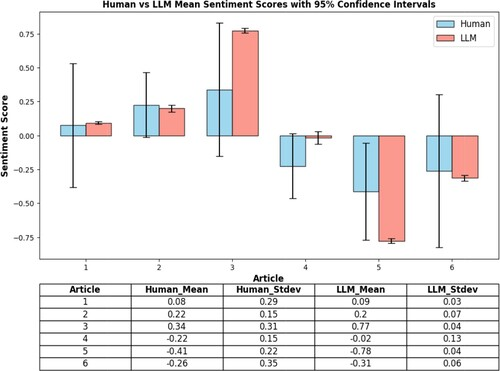 Human vs LLM Mean Sentiment Scores with 95% Confidence Intervals
Human
LLM
Sentiment Score
0.75
0.50
0.25
0.00
−0.25
−0.50
−0.75
1 2 3 4 5 6
Article
Article Human_Mean Human_Stdev LLM_Mean LLM_Stdev
1 0.08 0.29 0.09 0.03
2 0.22 0.15 0.2 0.07
3 0.34 0.31 0.77 0.04
4 -0.22 0.15 -0.02 0.13
5 -0.41 0.22 -0.78 0.04
6 -0.26 0.35 -0.31 0.06